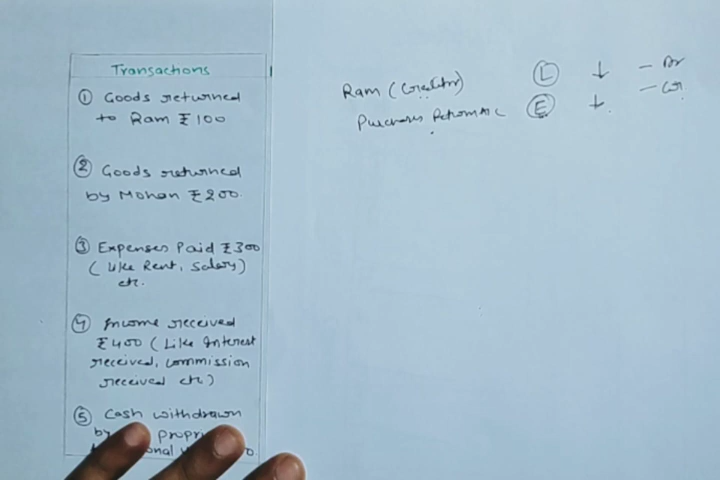 Transactions
① Goods returned
to Ram ₹100
② Goods returned
by Mohan ₹200.
③ Expenses Paid ₹300
(Like Rent, Salary)
etc.
④ Income received
₹400 (Like Interest
received, commission
received etc)
⑤ Cash withdrawn
by
Ram (Creditor) Ⓛ ↓ - Dr
Purchases Return A/c Ⓔ ↓ - Cr.